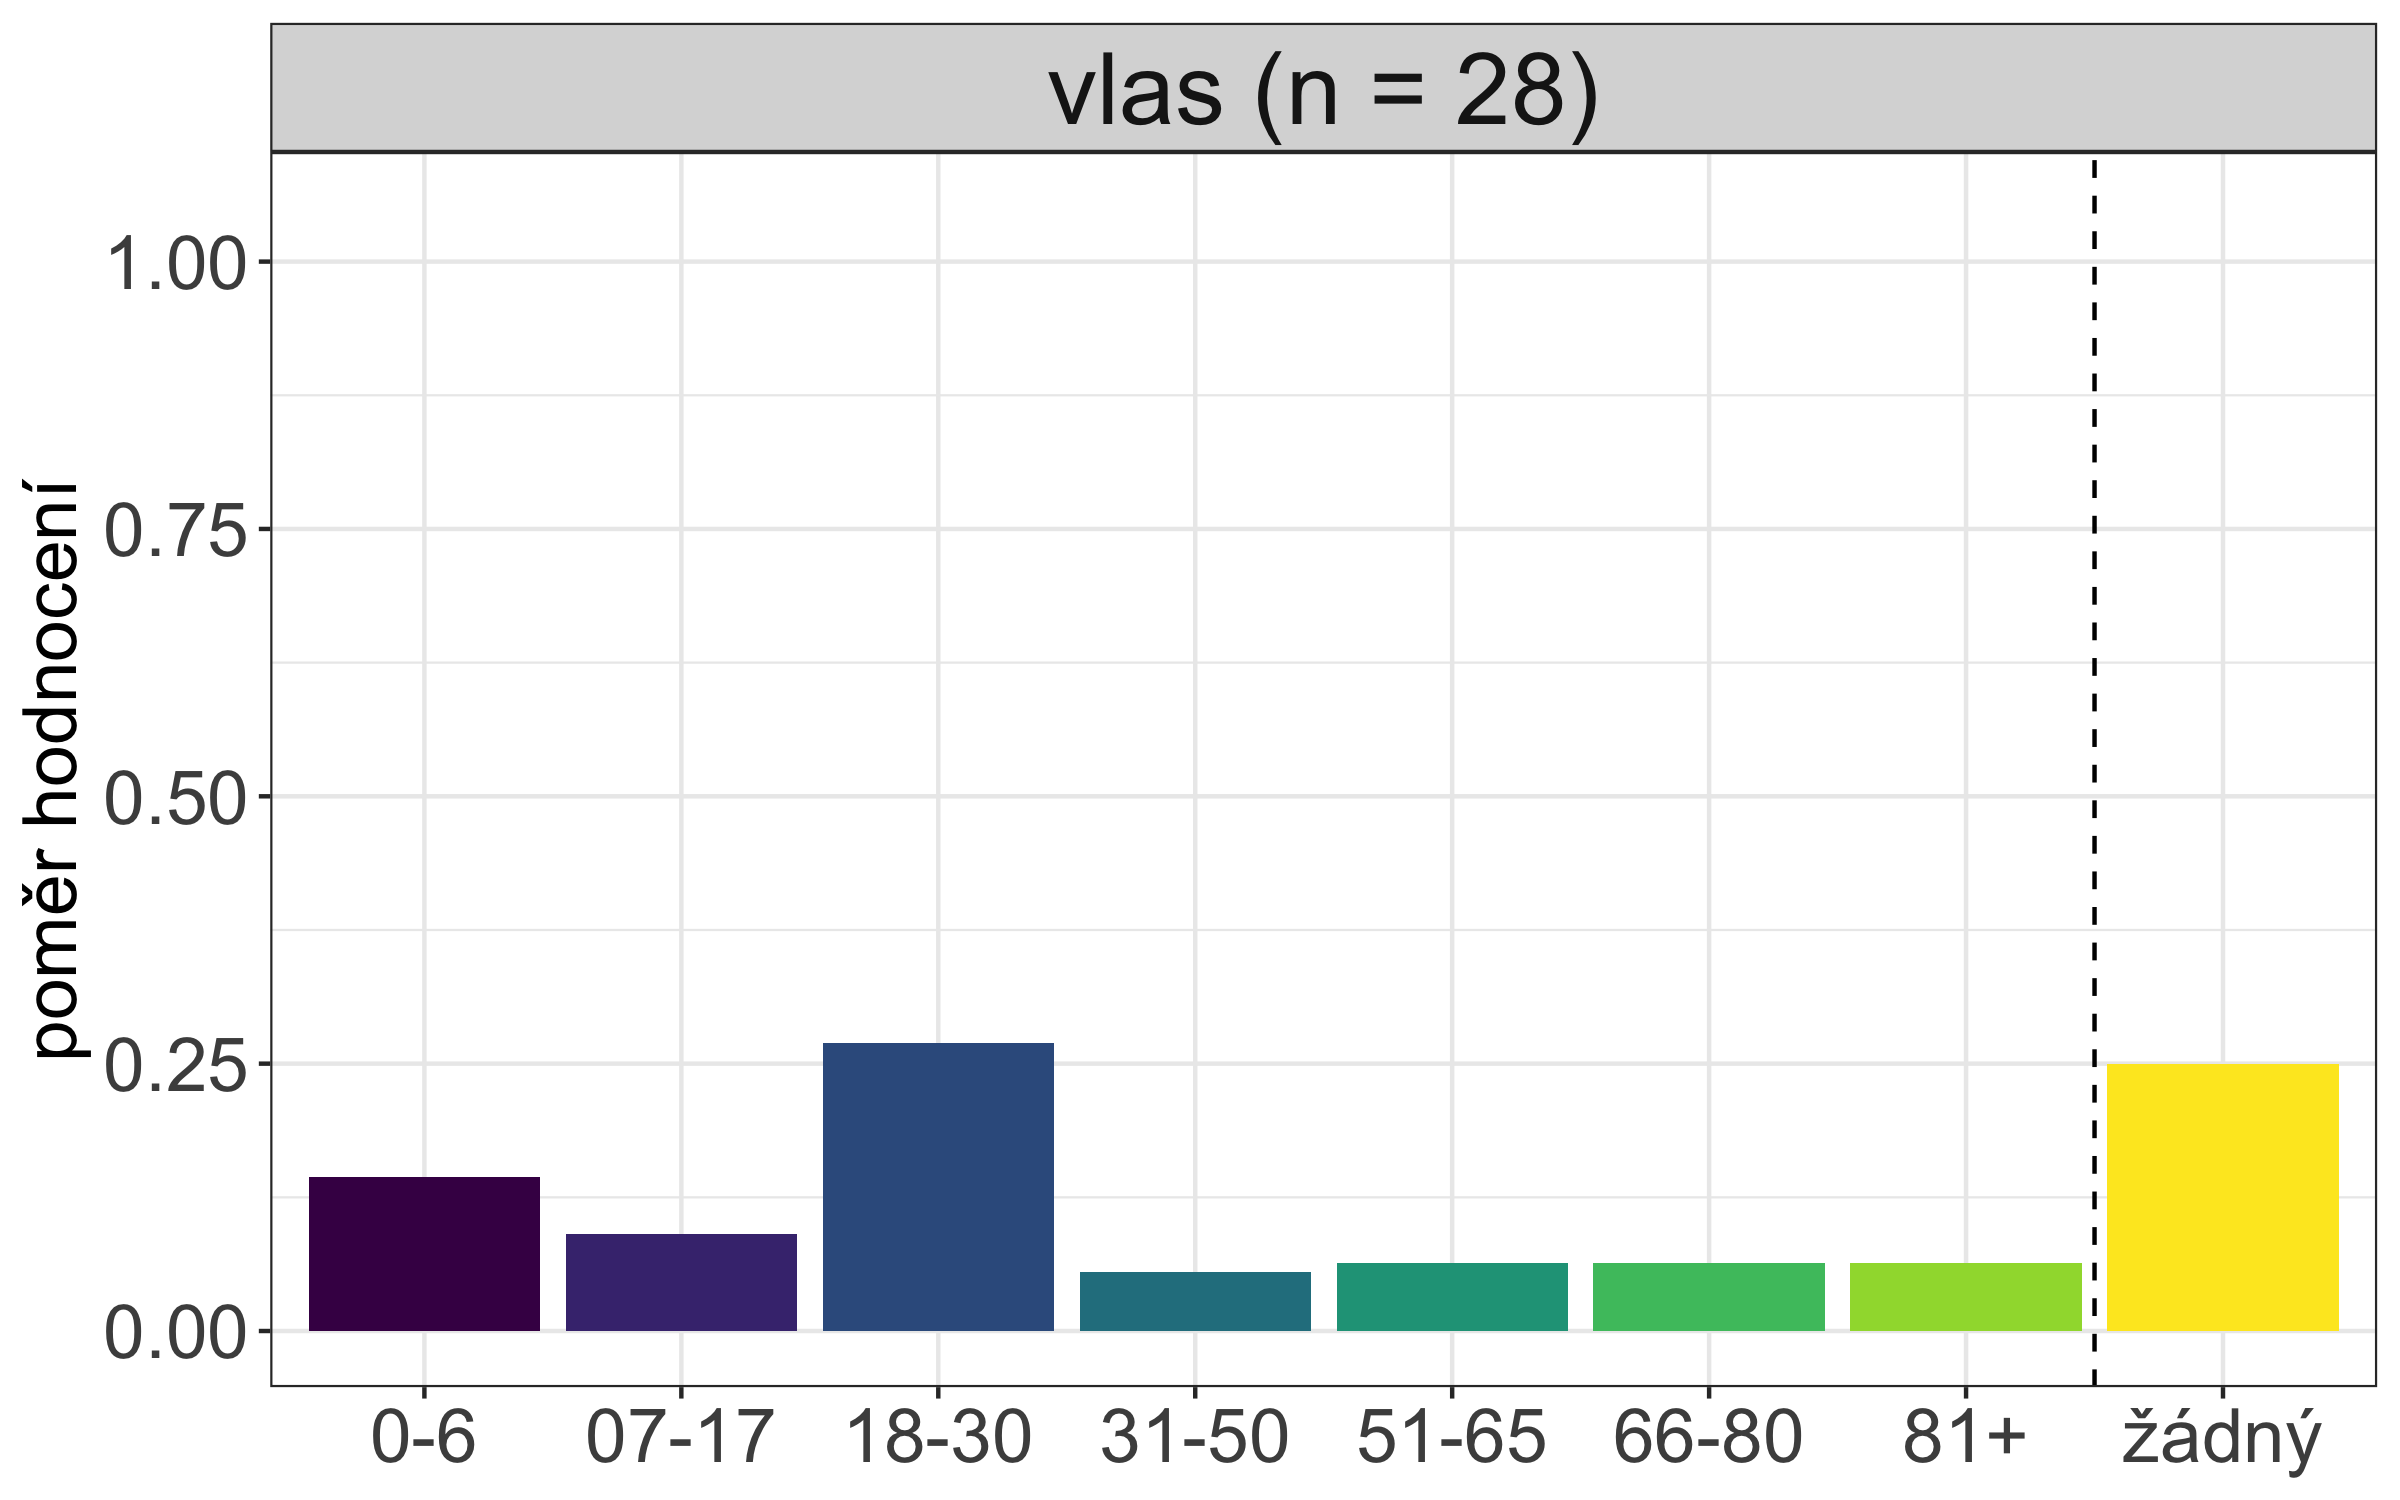 vlas (n = 28)
poměr hodnocení
1.00
0.75
0.50
0.25
0.00
0-6 07-17 18-30 31-50 51-65 66-80 81+ žádný